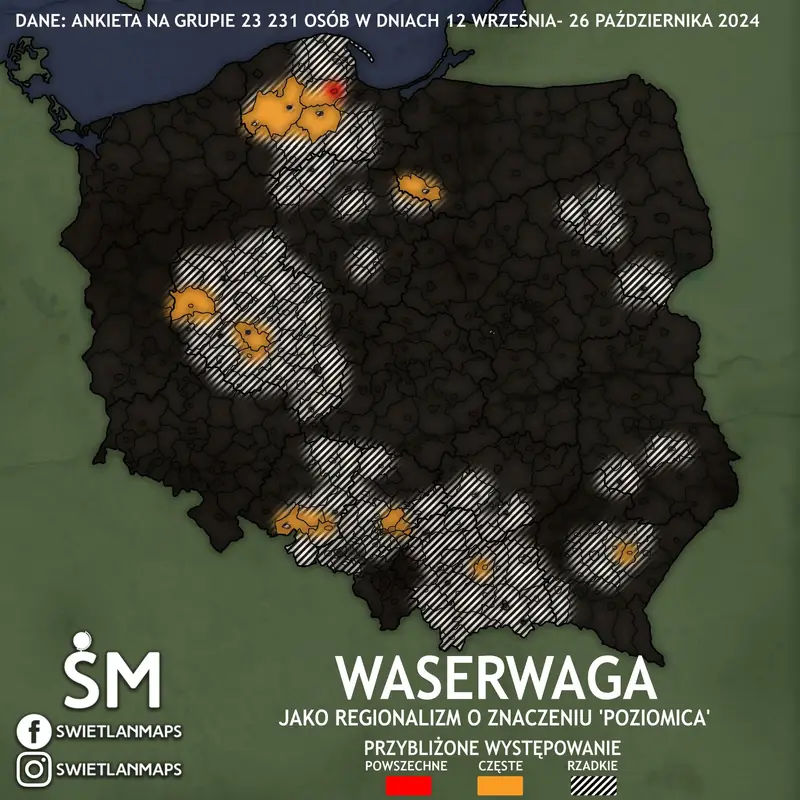 DANE: ANKIETA NA GRUPIE 23 231 OSÓB W DNIACH 12 WRZEŚNIA- 26 PAŹDZIERNIKA 2024
ŚM
SWIETLANMAPS
SWIETLANMAPS
WASERWAGA
JAKO REGIONALIZM O ZNACZENIU 'POZIOMICA'
PRZYBLIŻONE WYSTĘPOWANIE
POWSZECHNE CZĘSTE RZADKIE